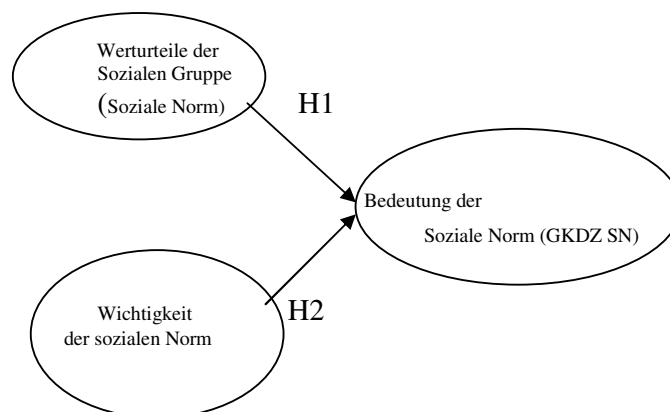 Werturteile der
Sozialen Gruppe
(Soziale Norm)
H1
Bedeutung der
Soziale Norm (GKDZ SN)
H2
Wichtigkeit
der sozialen Norm